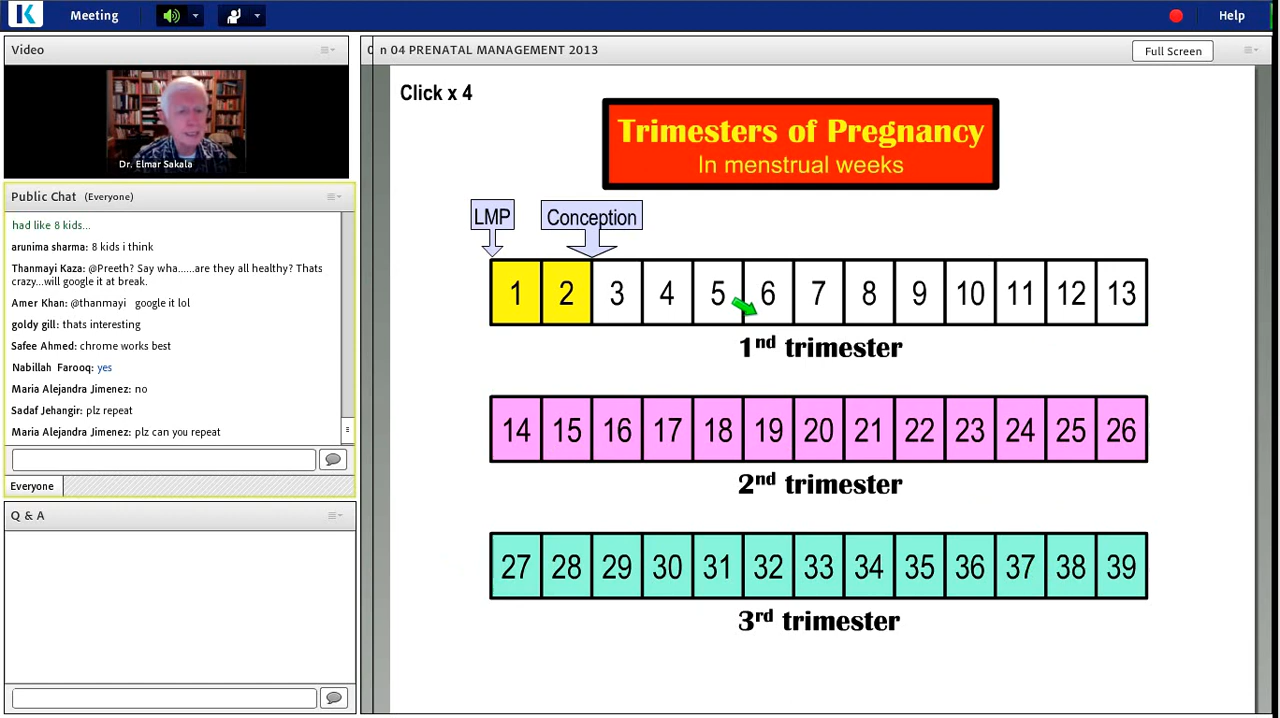 K Meeting Help
Video
0 n 04 PRENATAL MANAGEMENT 2013
Full Screen
Dr. Elmar Sakala
Public Chat (Everyone)
had like 8 kids...
arunima sharma: 8 kids i think
Thanmayi Kaza: @Preeth? Say wha......are they all healthy? Thats
crazy...will google it at break.
Amer Khan: @thanmayi google it lol
goldy gill: thats interesting
Safee Ahmed: chrome works best
Nabillah Farooq: yes
Maria Alejandra Jimenez: no
Sadaf Jehangir: plz repeat
Maria Alejandra Jimenez: plz can you repeat
Everyone
Q & A
Click x 4
Trimesters of Pregnancy
In menstrual weeks
LMP Conception
1 2 3 4 5 6 7 8 9 10 11 12 13
1nd trimester
14 15 16 17 18 19 20 21 22 23 24 25 26
2nd trimester
27 28 29 30 31 32 33 34 35 36 37 38 39
3rd trimester